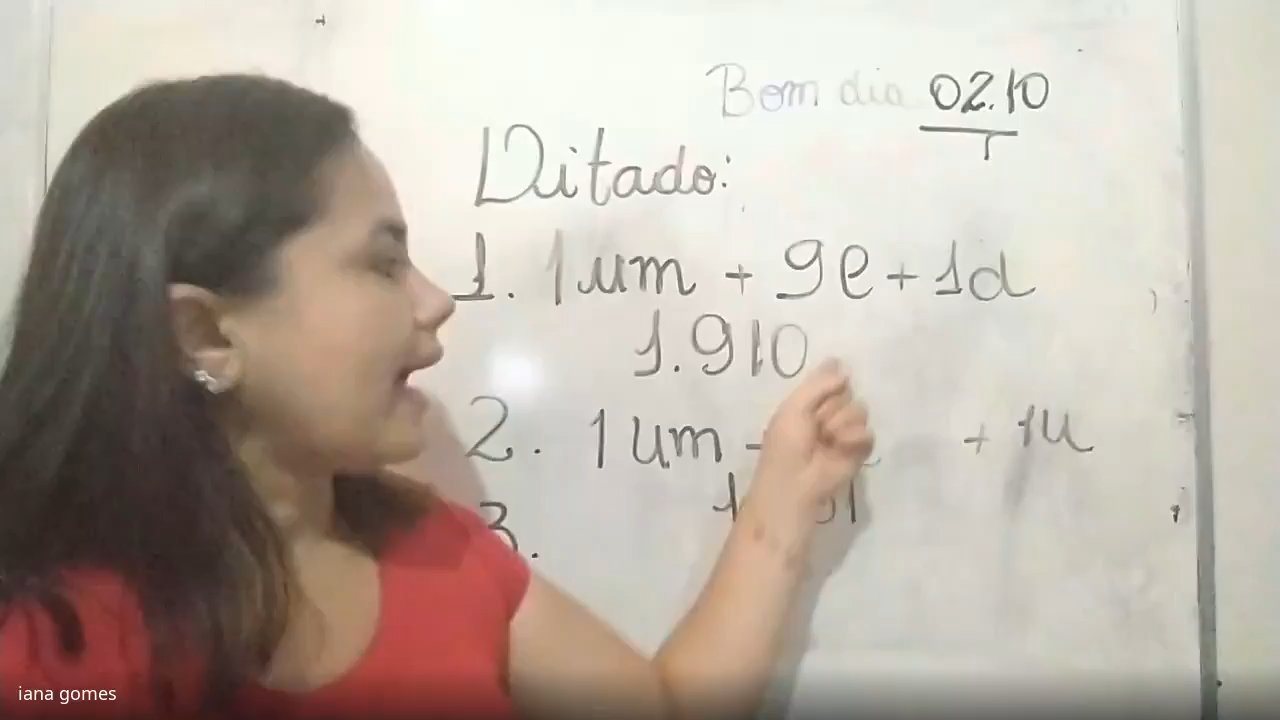 Bom dia 02.10
T
Ditado:
1. 1um + 9c + 1d
1.910
2. 1um + 1u
3.
iana gomes